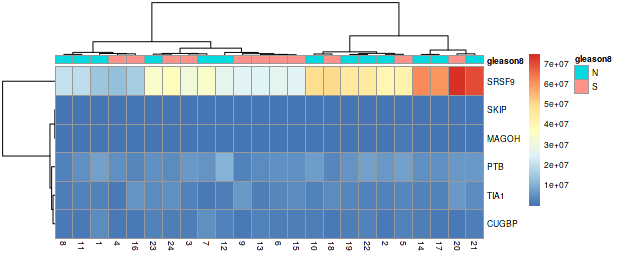 gleason8
SRSF9
SKIP
MAGOH
PTB
TIA1
CUGBP
8 11 1 4 16 23 24 3 7 12 9 13 6 15 10 18 19 22 2 5 14 17 20 21
7e+07
6e+07
5e+07
4e+07
3e+07
2e+07
1e+07
gleason8
N
S